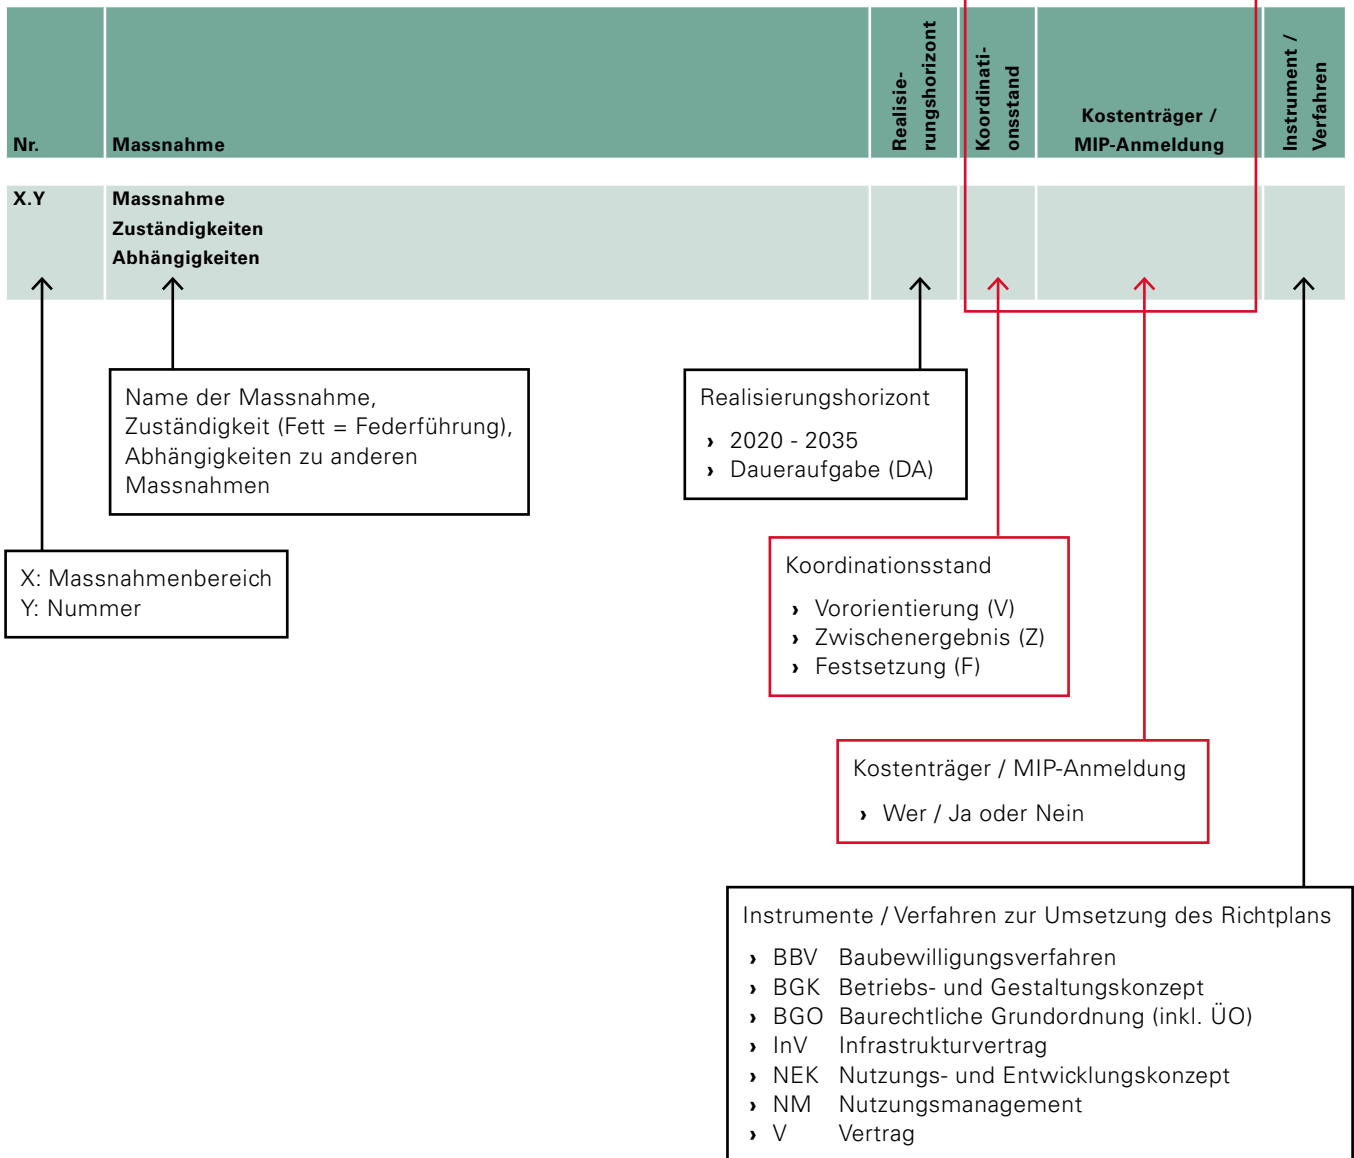 Nr.
Massnahme
Realisie-
rungshorizont
Koordinati-
onsstand
Kostenträger /
MIP-Anmeldung
Instrument /
Verfahren
X.Y
Massnahme
Zuständigkeiten
Abhängigkeiten
Name der Massnahme,
Zuständigkeit (Fett = Federführung),
Abhängigkeiten zu anderen
Massnahmen
X: Massnahmenbereich
Y: Nummer
Realisierungshorizont
› 2020 - 2035
› Daueraufgabe (DA)
Koordinationsstand
› Vororientierung (V)
› Zwischenergebnis (Z)
› Festsetzung (F)
Kostenträger / MIP-Anmeldung
› Wer / Ja oder Nein
Instrumente / Verfahren zur Umsetzung des Richtplans
› BBV Baubewilligungsverfahren
› BGK Betriebs- und Gestaltungskonzept
› BGO Baurechtliche Grundordnung (inkl. ÜO)
› InV Infrastrukturvertrag
› NEK Nutzungs- und Entwicklungskonzept
› NM Nutzungsmanagement
› V Vertrag